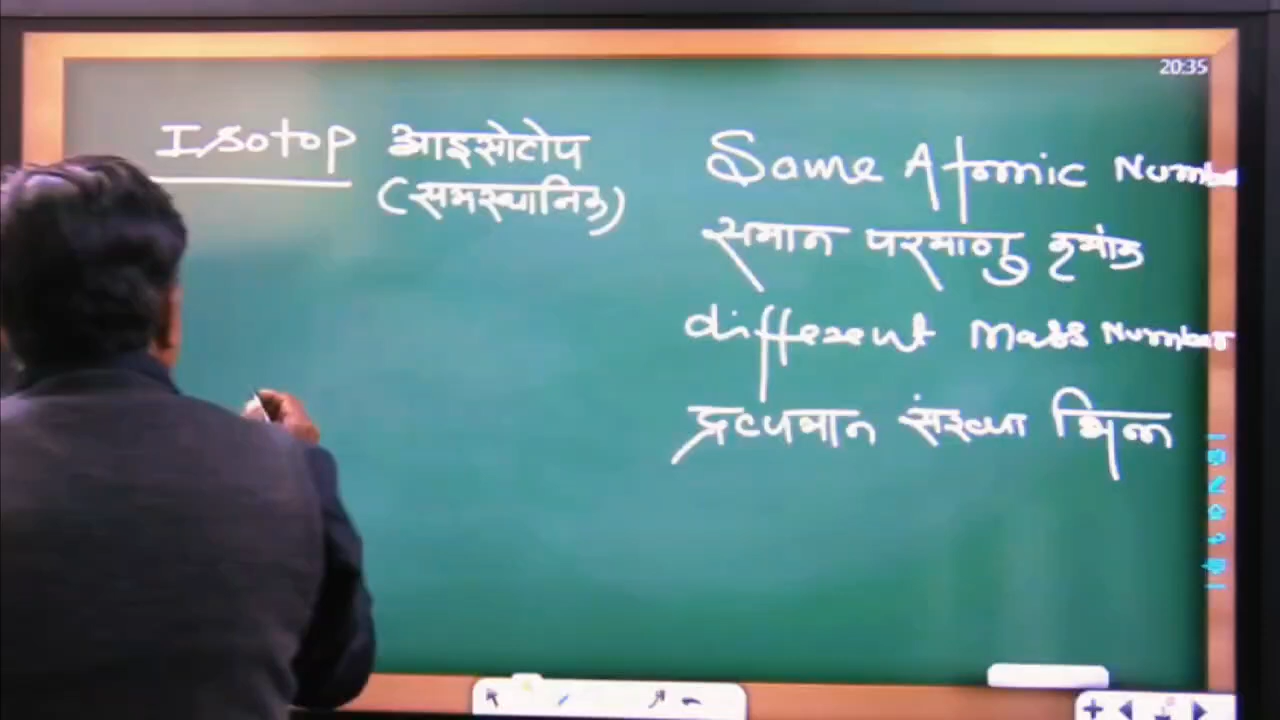 20:35
Isotop आइसोटोप
(समस्थानिक)
Same Atomic Number
समान परमाणु क्रमांक
different Mass Number
द्रव्यमान संख्या भिन्न